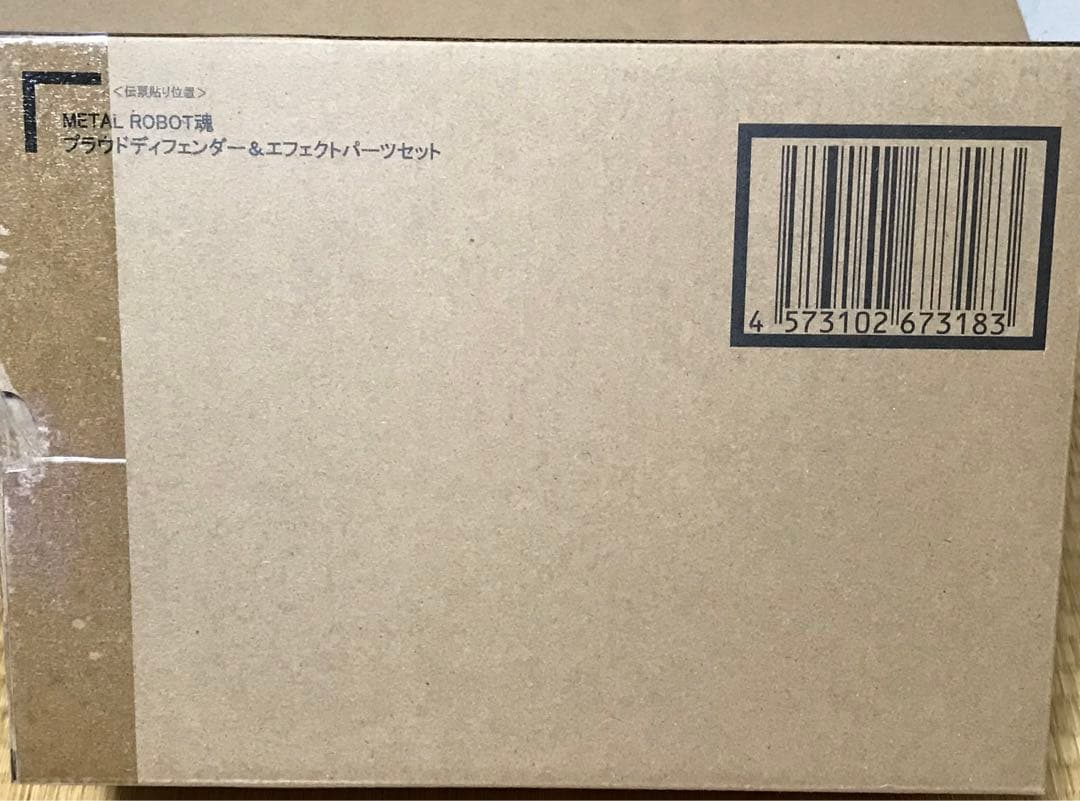 ＜伝票貼り位置＞
METAL ROBOT魂
プラウドディフェンダー＆エフェクトパーツセット
4 573102 673183